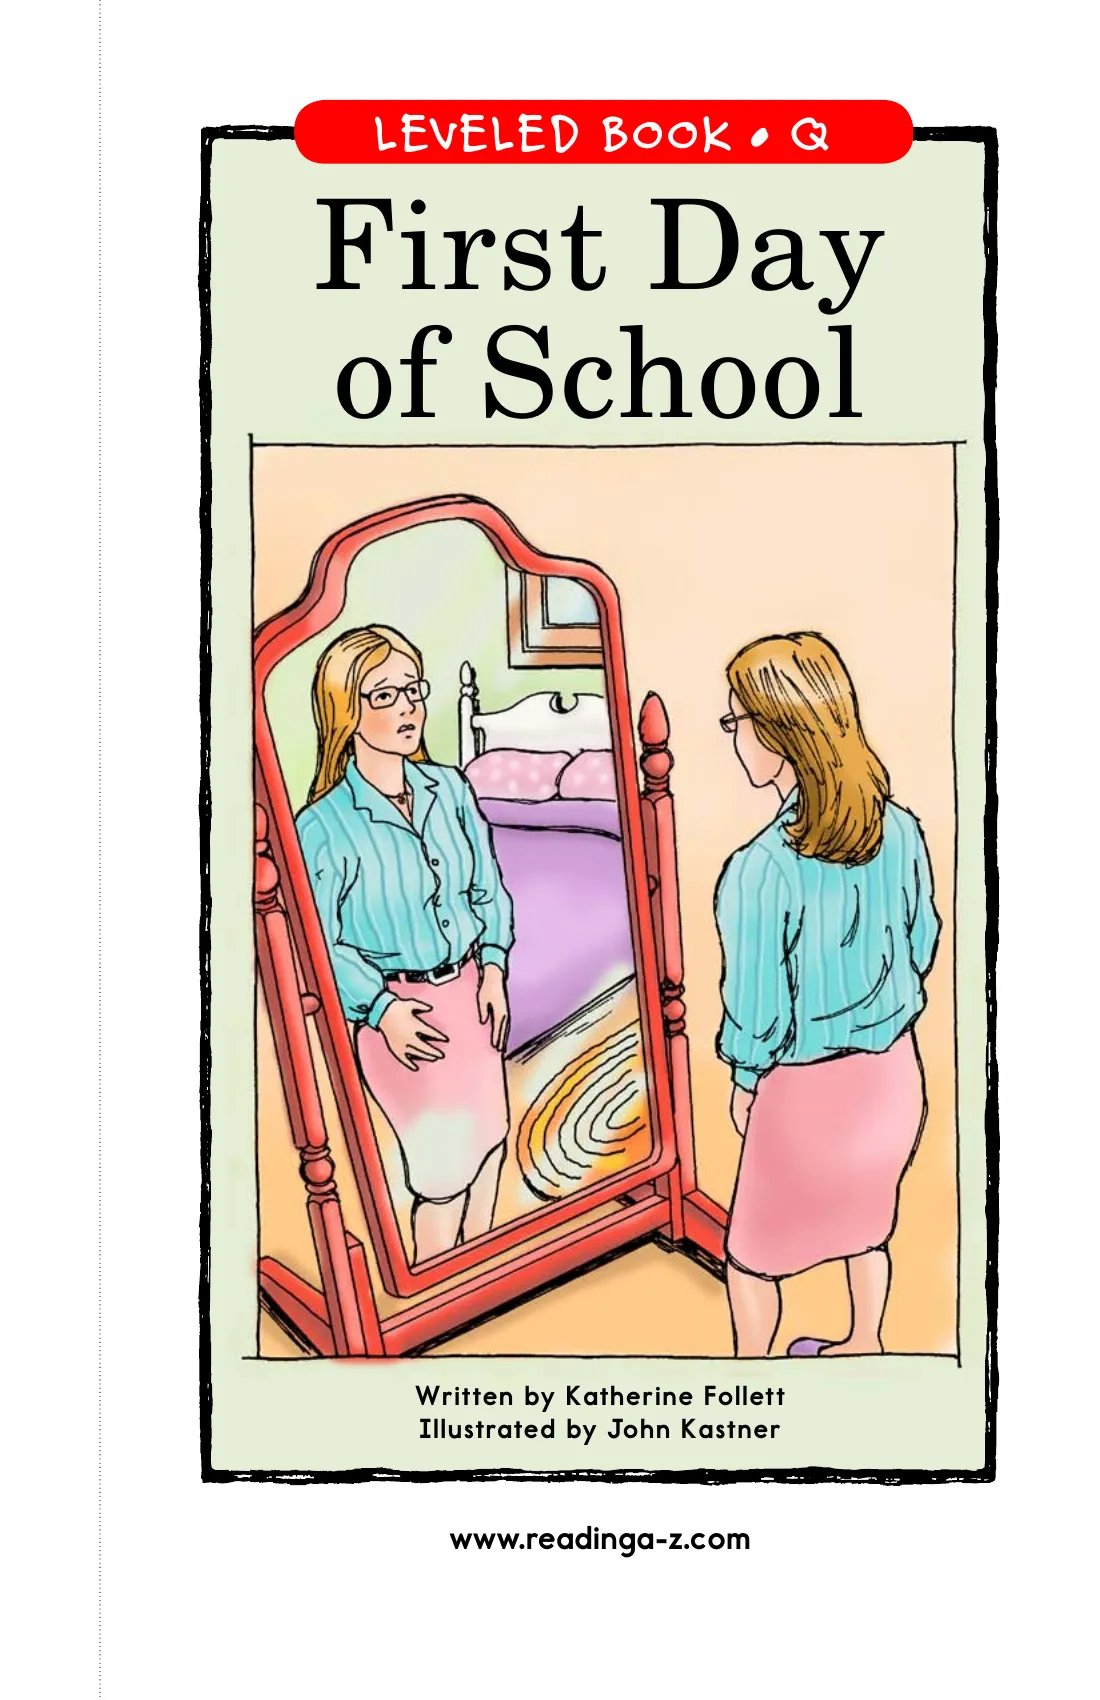 LEVELED BOOK • Q
First Day
of School
Written by Katherine Follett
Illustrated by John Kastner
www.readinga-z.com